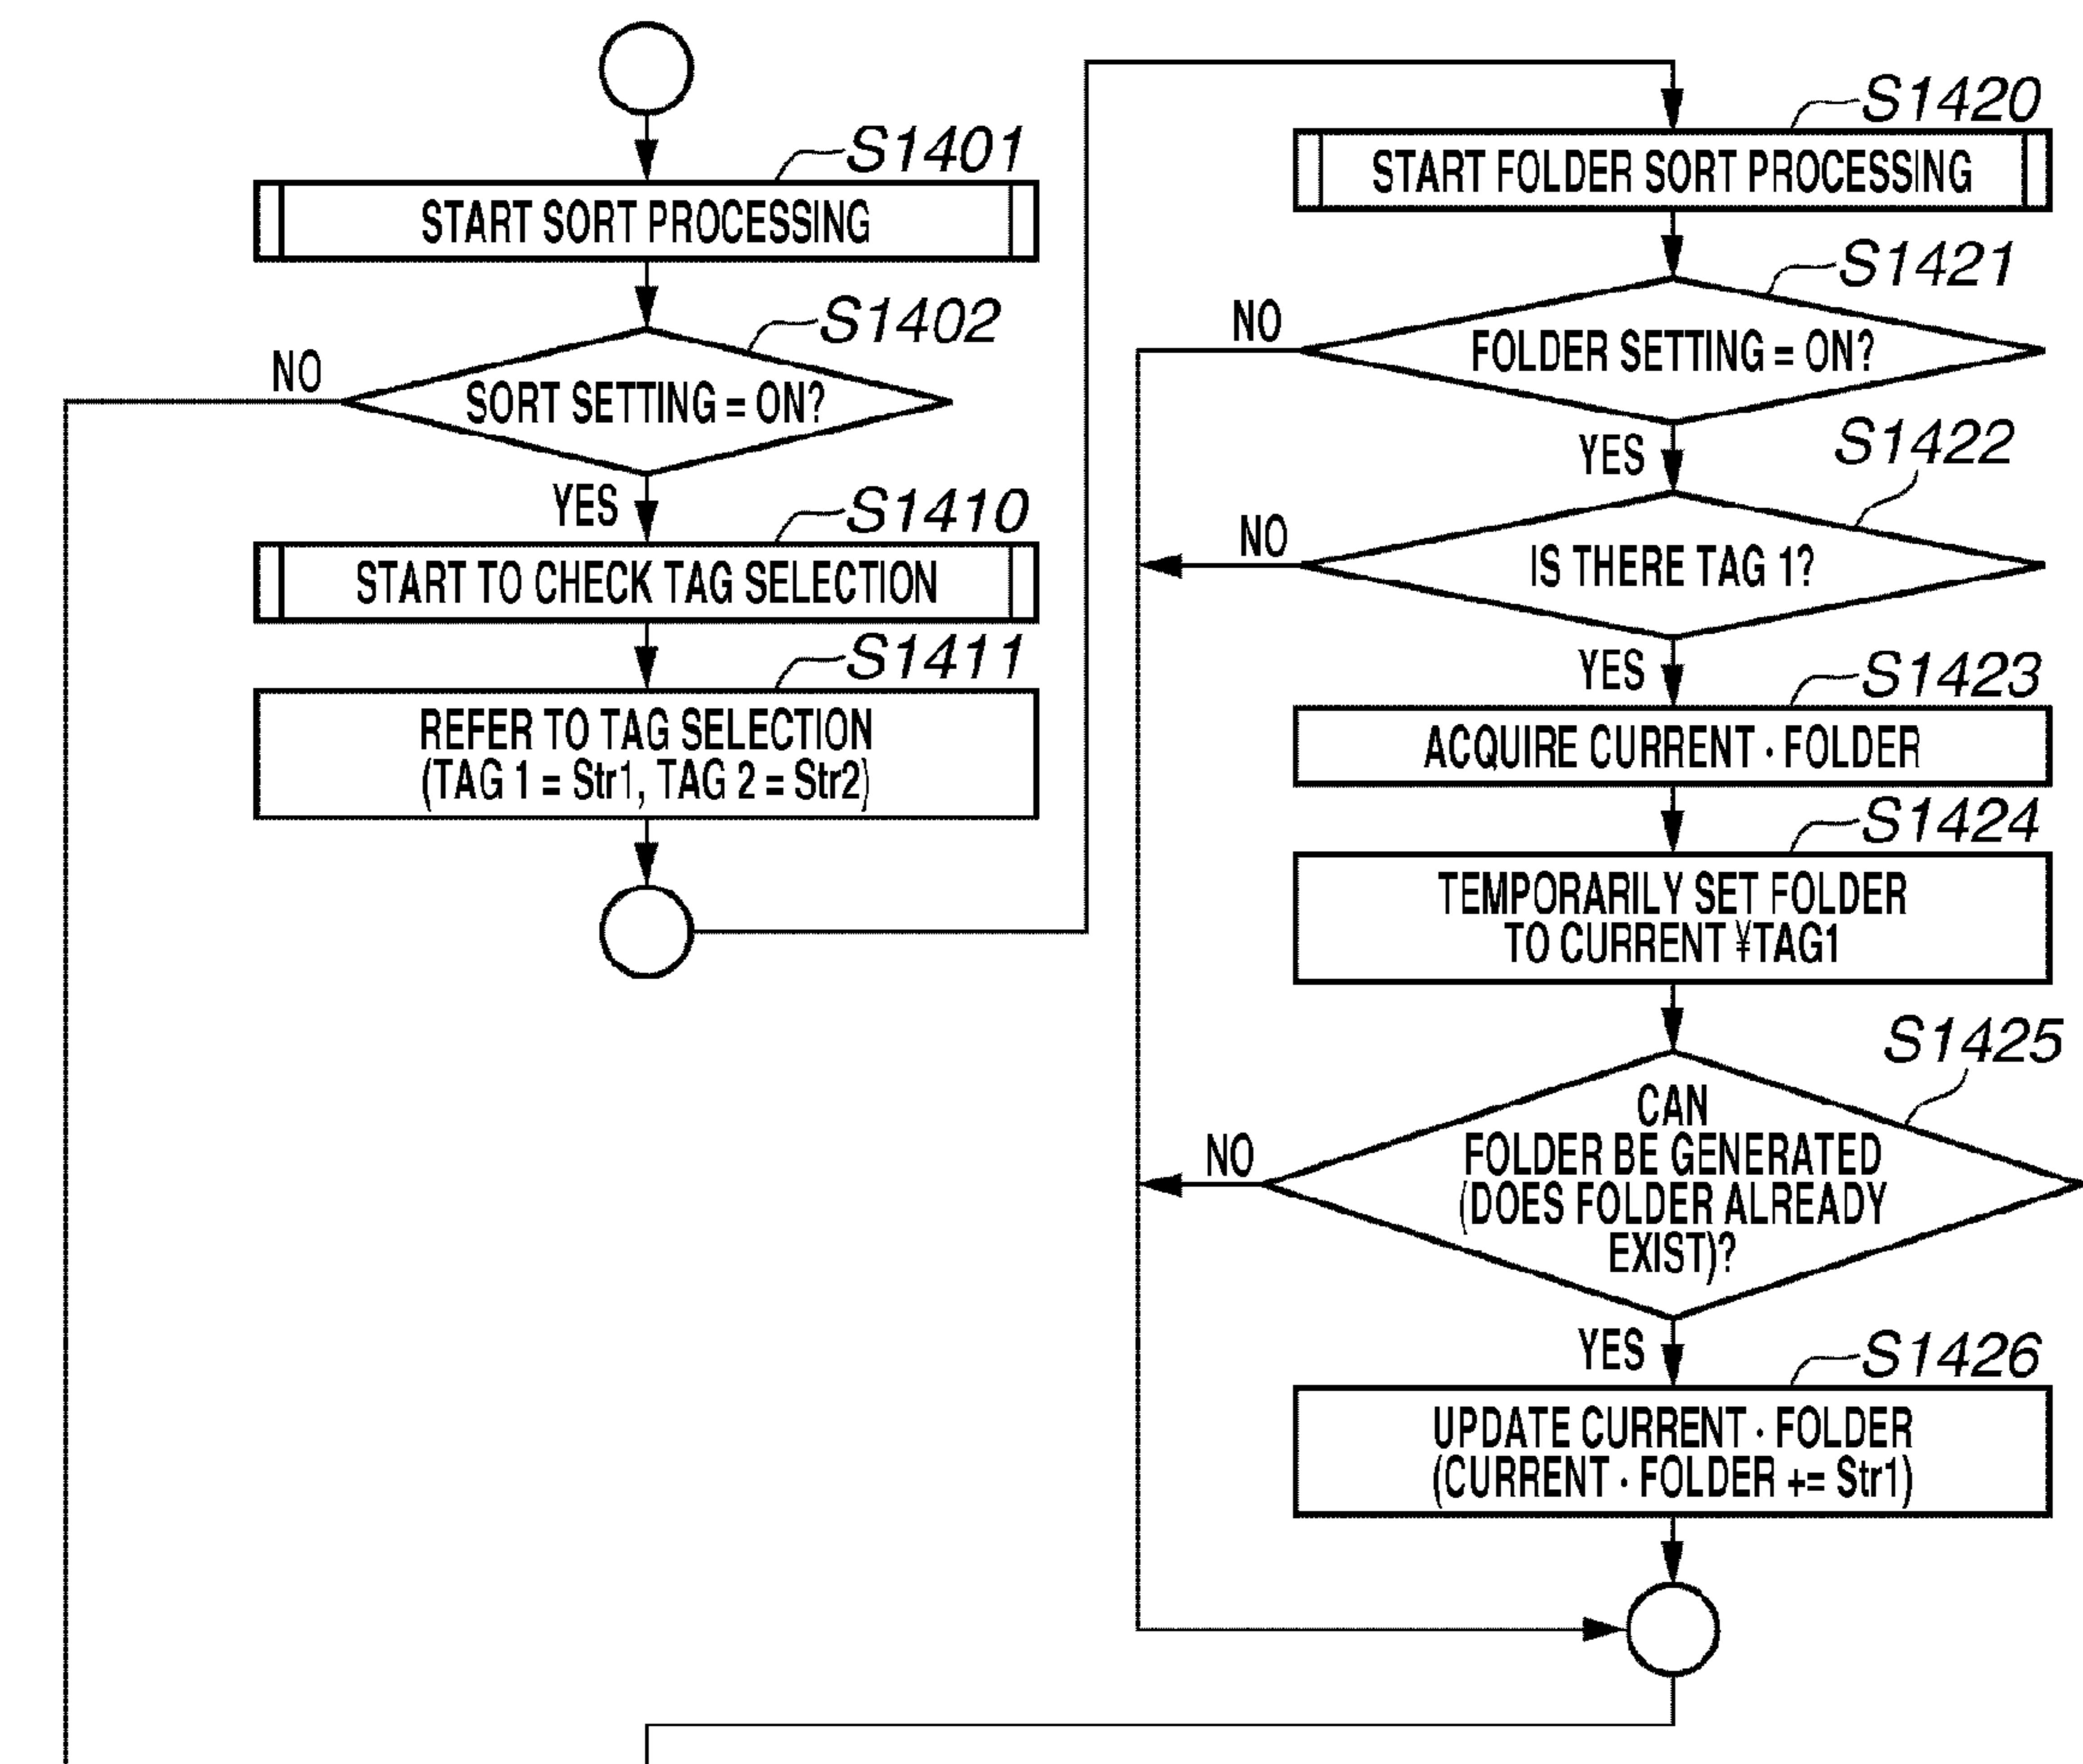 S1401
START SORT PROCESSING
S1402
SORT SETTING = ON?
NO
YES
S1410
START TO CHECK TAG SELECTION
S1411
REFER TO TAG SELECTION
(TAG 1 = Str1, TAG 2 = Str2)
S1420
START FOLDER SORT PROCESSING
S1421
NO
FOLDER SETTING = ON?
YES
S1422
NO
IS THERE TAG 1?
YES
S1423
ACQUIRE CURRENT · FOLDER
S1424
TEMPORARILY SET FOLDER
TO CURRENT ¥TAG1
S1425
CAN
FOLDER BE GENERATED
(DOES FOLDER ALREADY
EXIST)?
NO
YES
S1426
UPDATE CURRENT · FOLDER
(CURRENT · FOLDER += Str1)